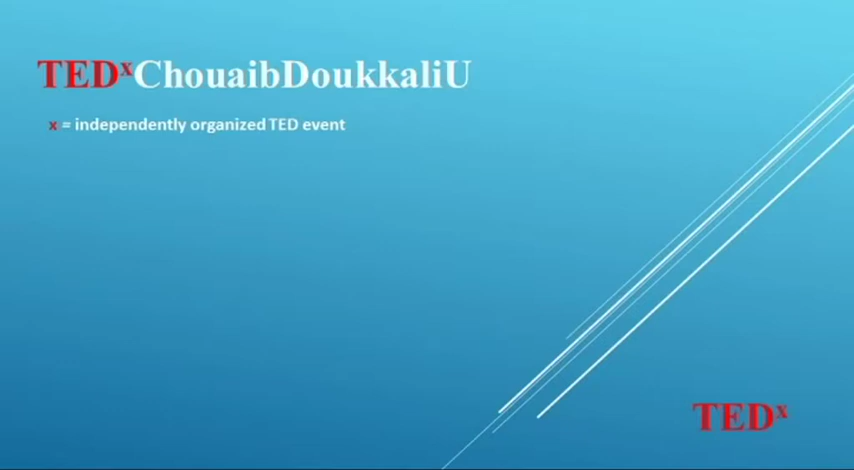 TEDxChouaibDoukkaliU
x = independently organized TED event
TEDx